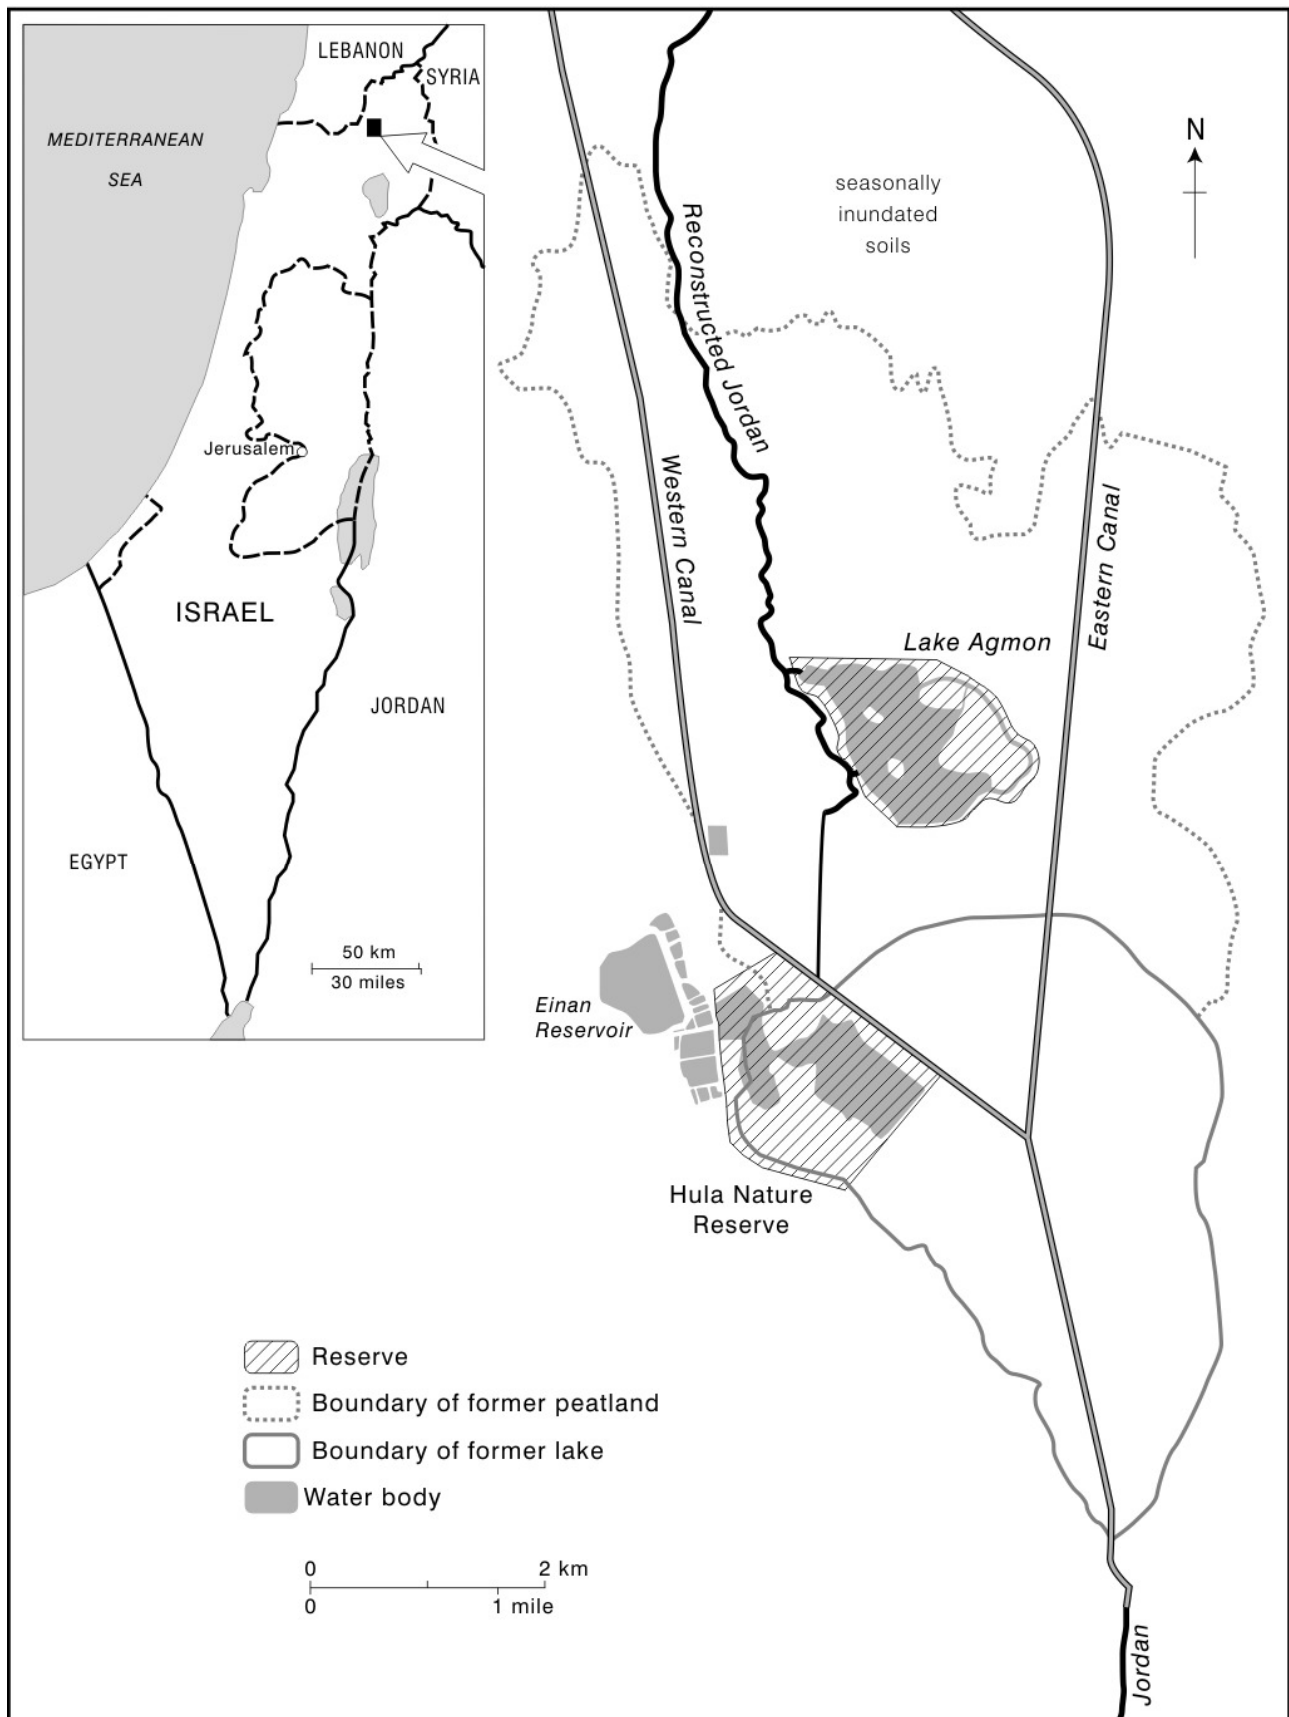 LEBANON
SYRIA
MEDITERRANEAN
SEA
Jerusalem
ISRAEL
JORDAN
EGYPT
50 km
30 miles
N
seasonally
inundated
soils
Reconstructed Jordan
Western Canal
Eastern Canal
Lake Agmon
Einan
Reservoir
Hula Nature
Reserve
Reserve
Boundary of former peatland
Boundary of former lake
Water body
0 2 km
0 1 mile
Jordan